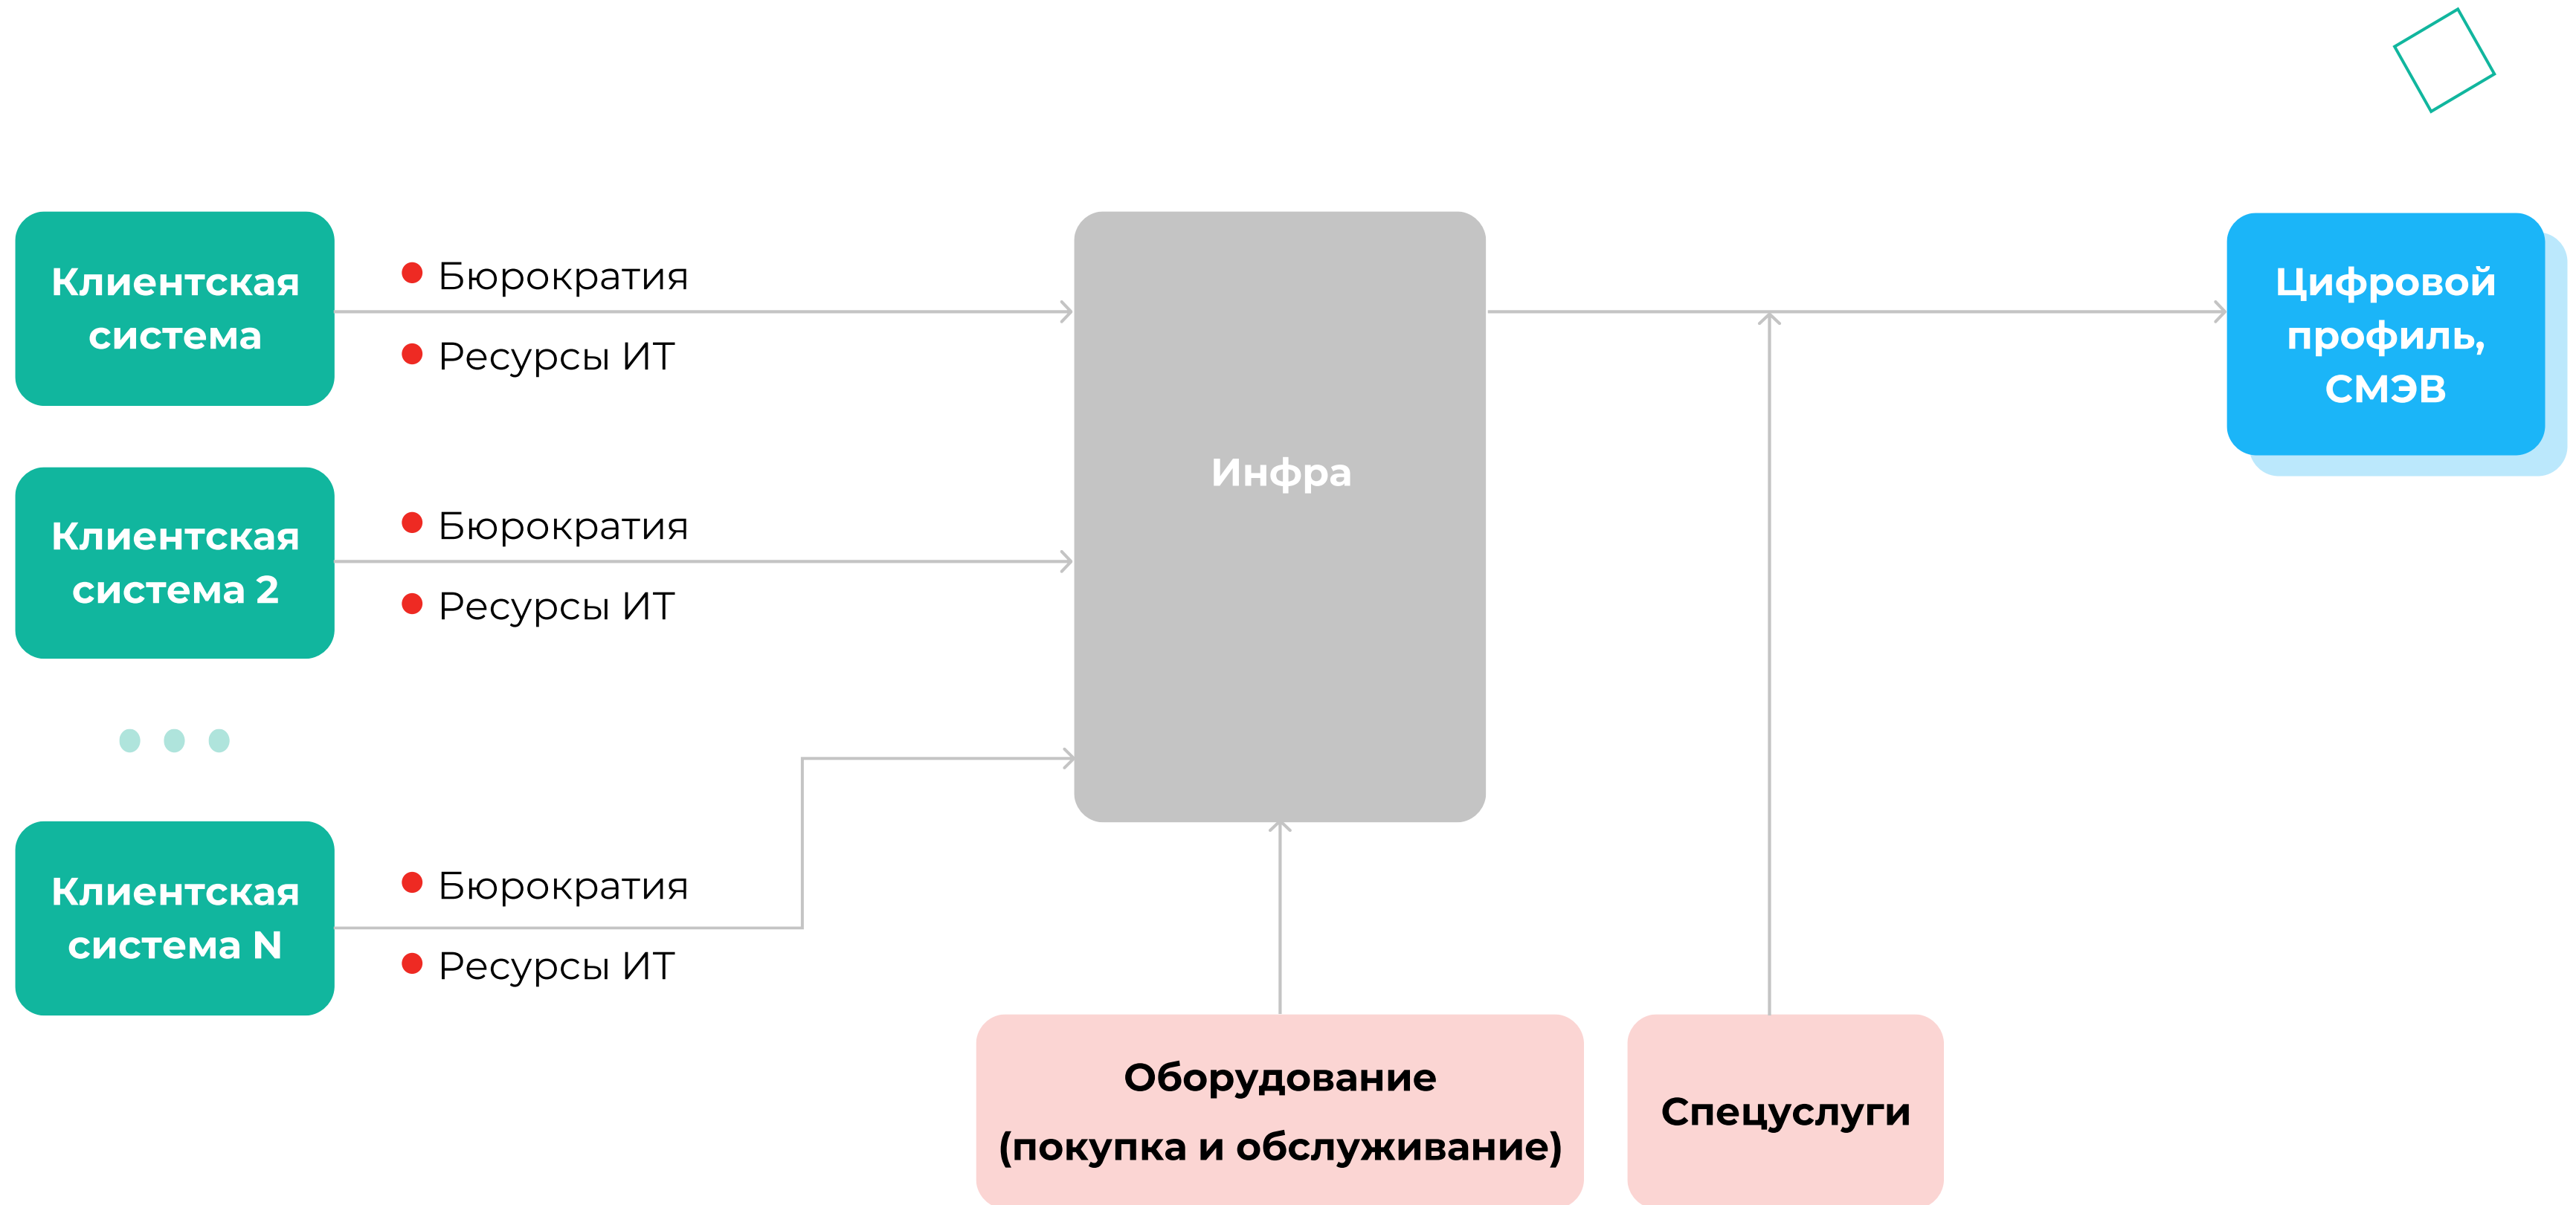 Клиентская
система
Бюрократия
Ресурсы ИТ
Клиентская
система 2
Бюрократия
Ресурсы ИТ
Клиентская
система N
Бюрократия
Ресурсы ИТ
Инфра
Цифровой
профиль,
СМЭВ
Оборудование
(покупка и обслуживание)
Спецуслуги